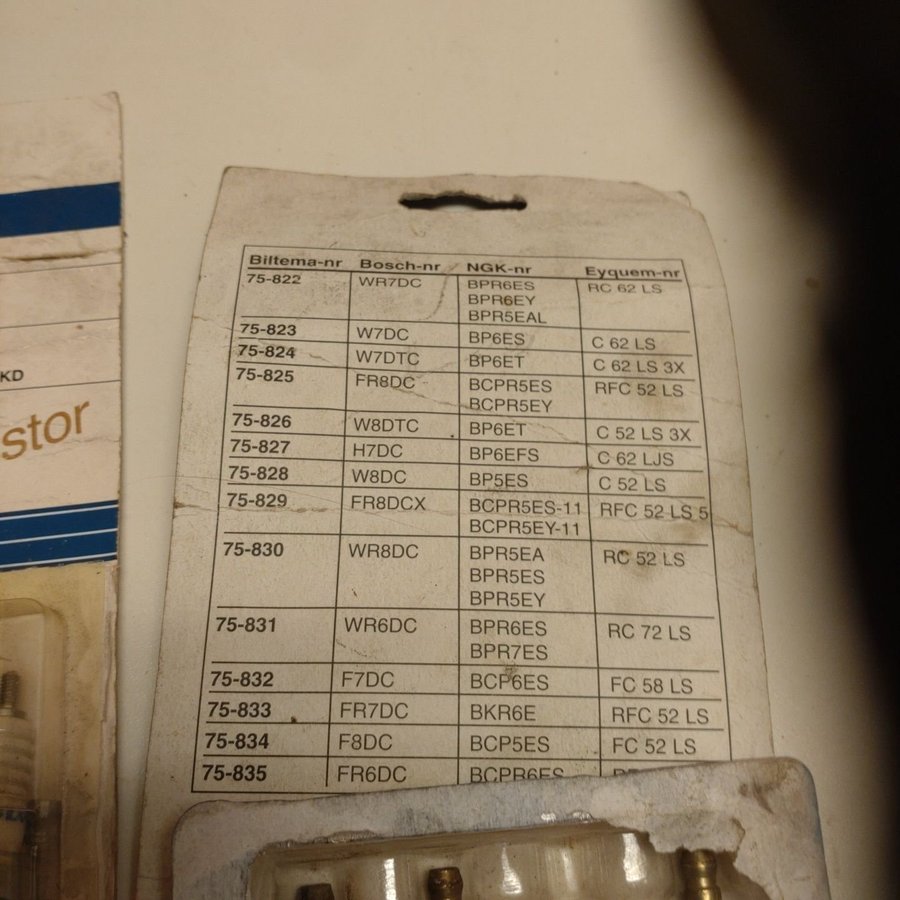 KD
stor
Biltema-nr Bosch-nr NGK-nr Eyquem-nr
75-822 WR7DC BPR6ES RC 62 LS
BPR6EY
BPR5EAL
75-823 W7DC BP6ES C 62 LS
75-824 W7DTC BP6ET C 62 LS 3X
75-825 FR8DC BCPR5ES RFC 52 LS
BCPR5EY
75-826 W8DTC BP6ET C 52 LS 3X
75-827 H7DC BP6EFS C 62 LJS
75-828 W8DC BP5ES C 52 LS
75-829 FR8DCX BCPR5ES-11 RFC 52 LS 5
BCPR5EY-11
75-830 WR8DC BPR5EA RC 52 LS
BPR5ES
BPR5EY
75-831 WR6DC BPR6ES RC 72 LS
BPR7ES
75-832 F7DC BCP6ES FC 58 LS
75-833 FR7DC BKR6E RFC 52 LS
75-834 F8DC BCP5ES FC 52 LS
75-835 FR6DC BCPR6ES